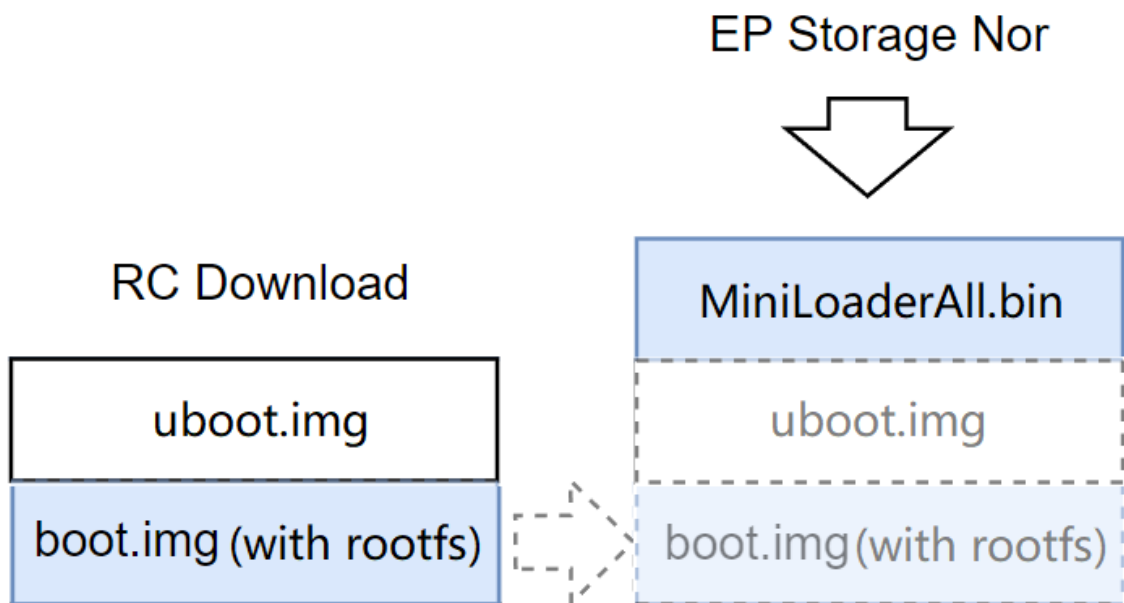 EP Storage Nor
RC Download
MiniLoaderAll.bin
uboot.img
uboot.img
boot.img (with rootfs)
boot.img (with rootfs)